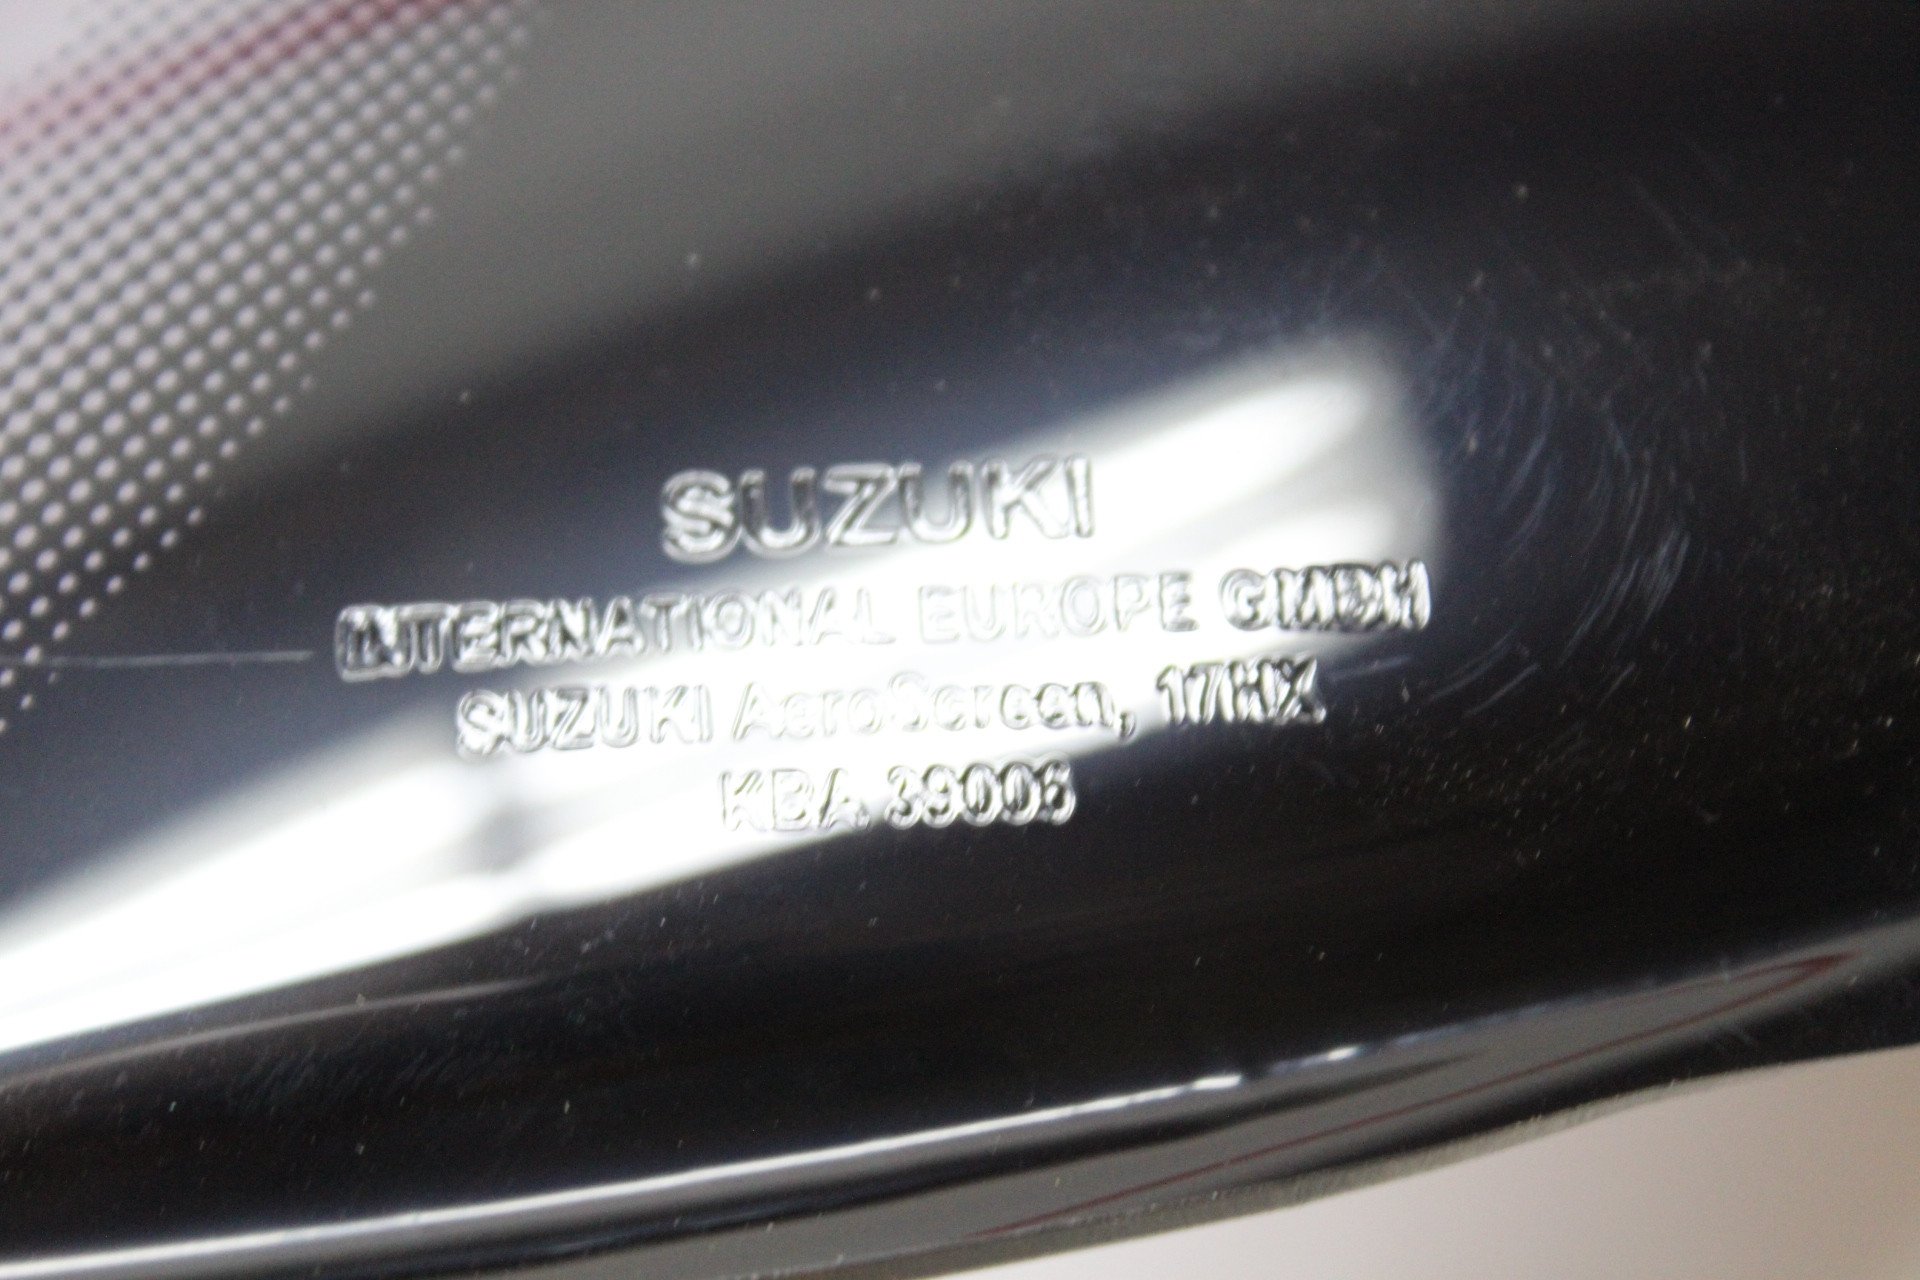 SUZUKI
INTERNATIONAL EUROPE GMBH
SUZUKI AeroScreen, 17HX
KBA 39006